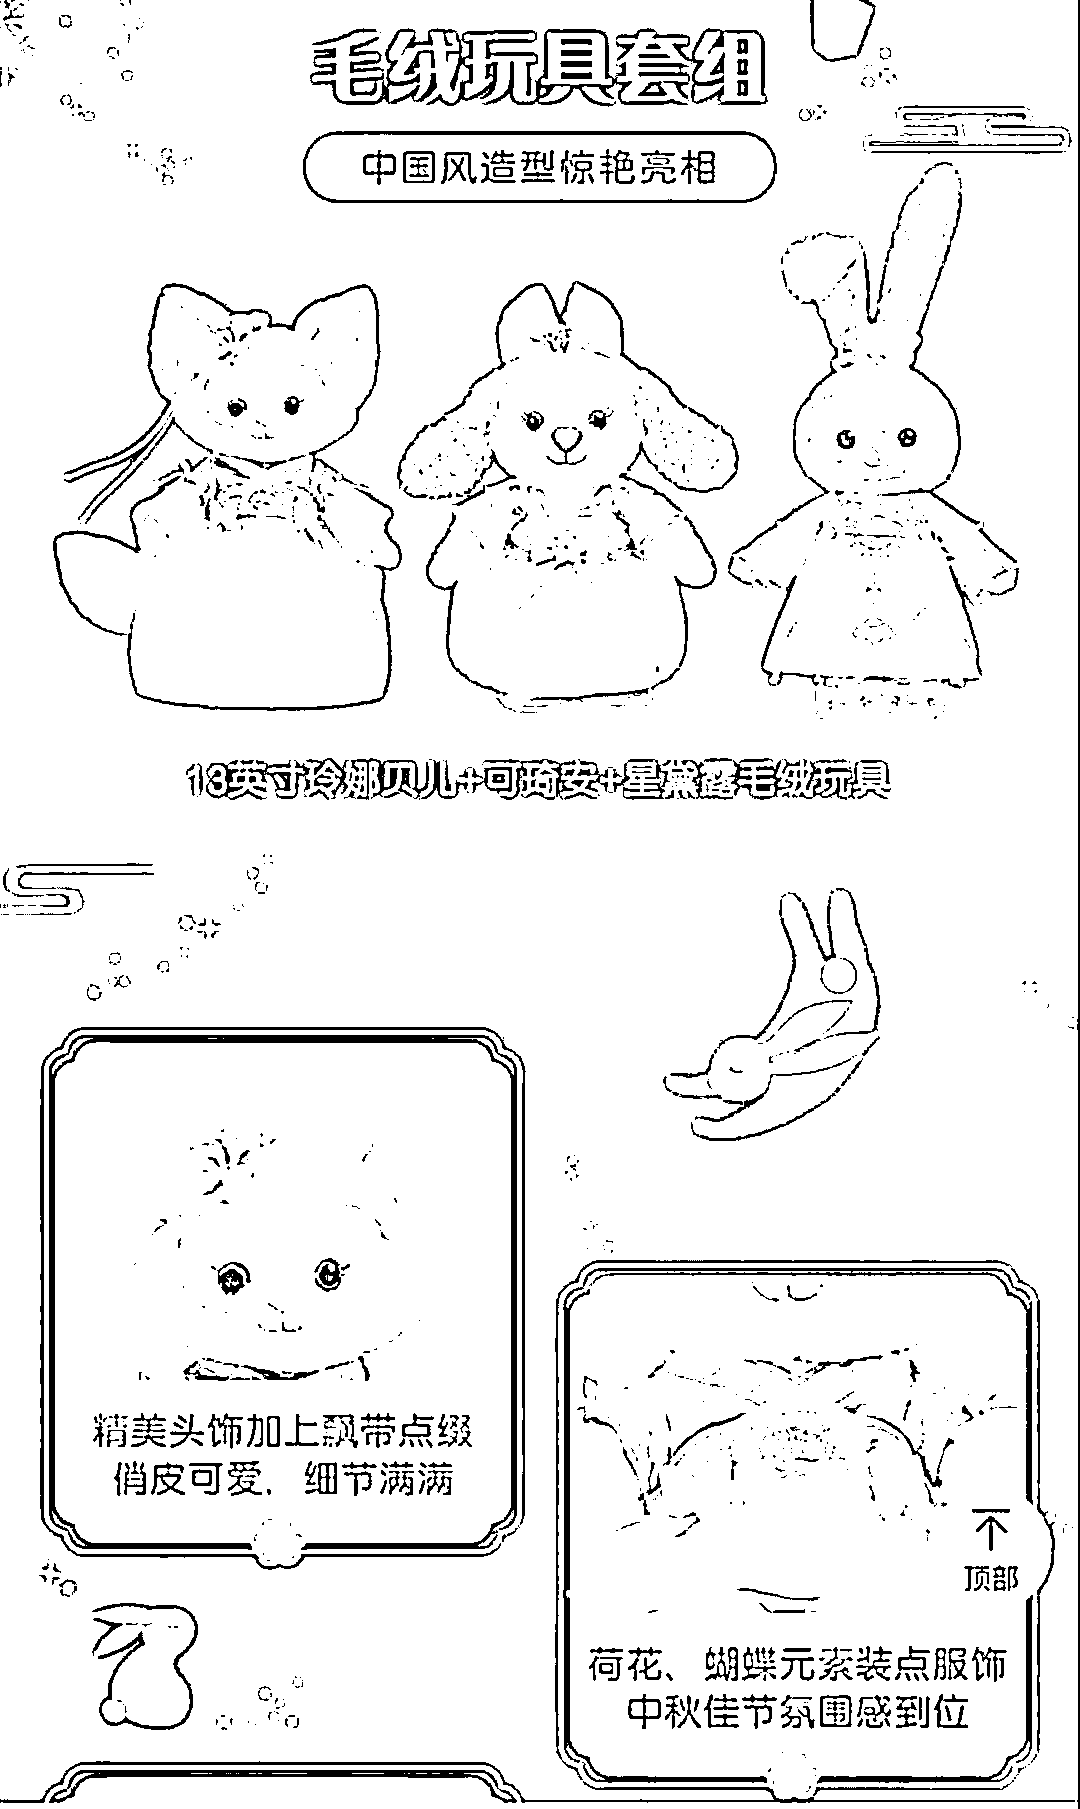 毛绒玩具套组
中国风造型惊艳亮相
13英寸玲娜贝儿+可琦安+星黛露毛绒玩具
精美头饰加上飘带点缀
俏皮可爱，细节满满
顶部
荷花、蝴蝶元素装点服饰
中秋佳节氛围感到位